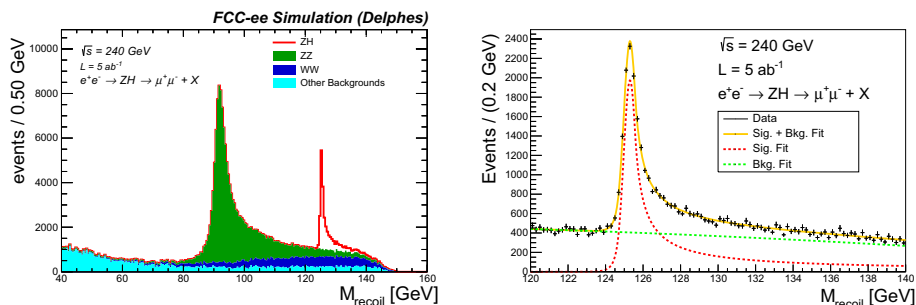 FCC-ee Simulation (Delphes)
events / 0.50 GeV
10000
8000
6000
4000
2000
0
√s = 240 GeV
L = 5 ab⁻¹
e⁺e⁻ → ZH → μ⁺μ⁻ + X
ZH
ZZ
WW
Other Backgrounds
40 60 80 100 120 140 160
M_recoil [GeV]
Events / (0.2 GeV)
2400
2200
2000
1800
1600
1400
1200
1000
800
600
400
200
0
√s = 240 GeV
L = 5 ab⁻¹
e⁺e⁻ → ZH → μ⁺μ⁻ + X
Data
Sig. + Bkg. Fit
Sig. Fit
Bkg. Fit
120 122 124 126 128 130 132 134 136 138 140
M_recoil [GeV]